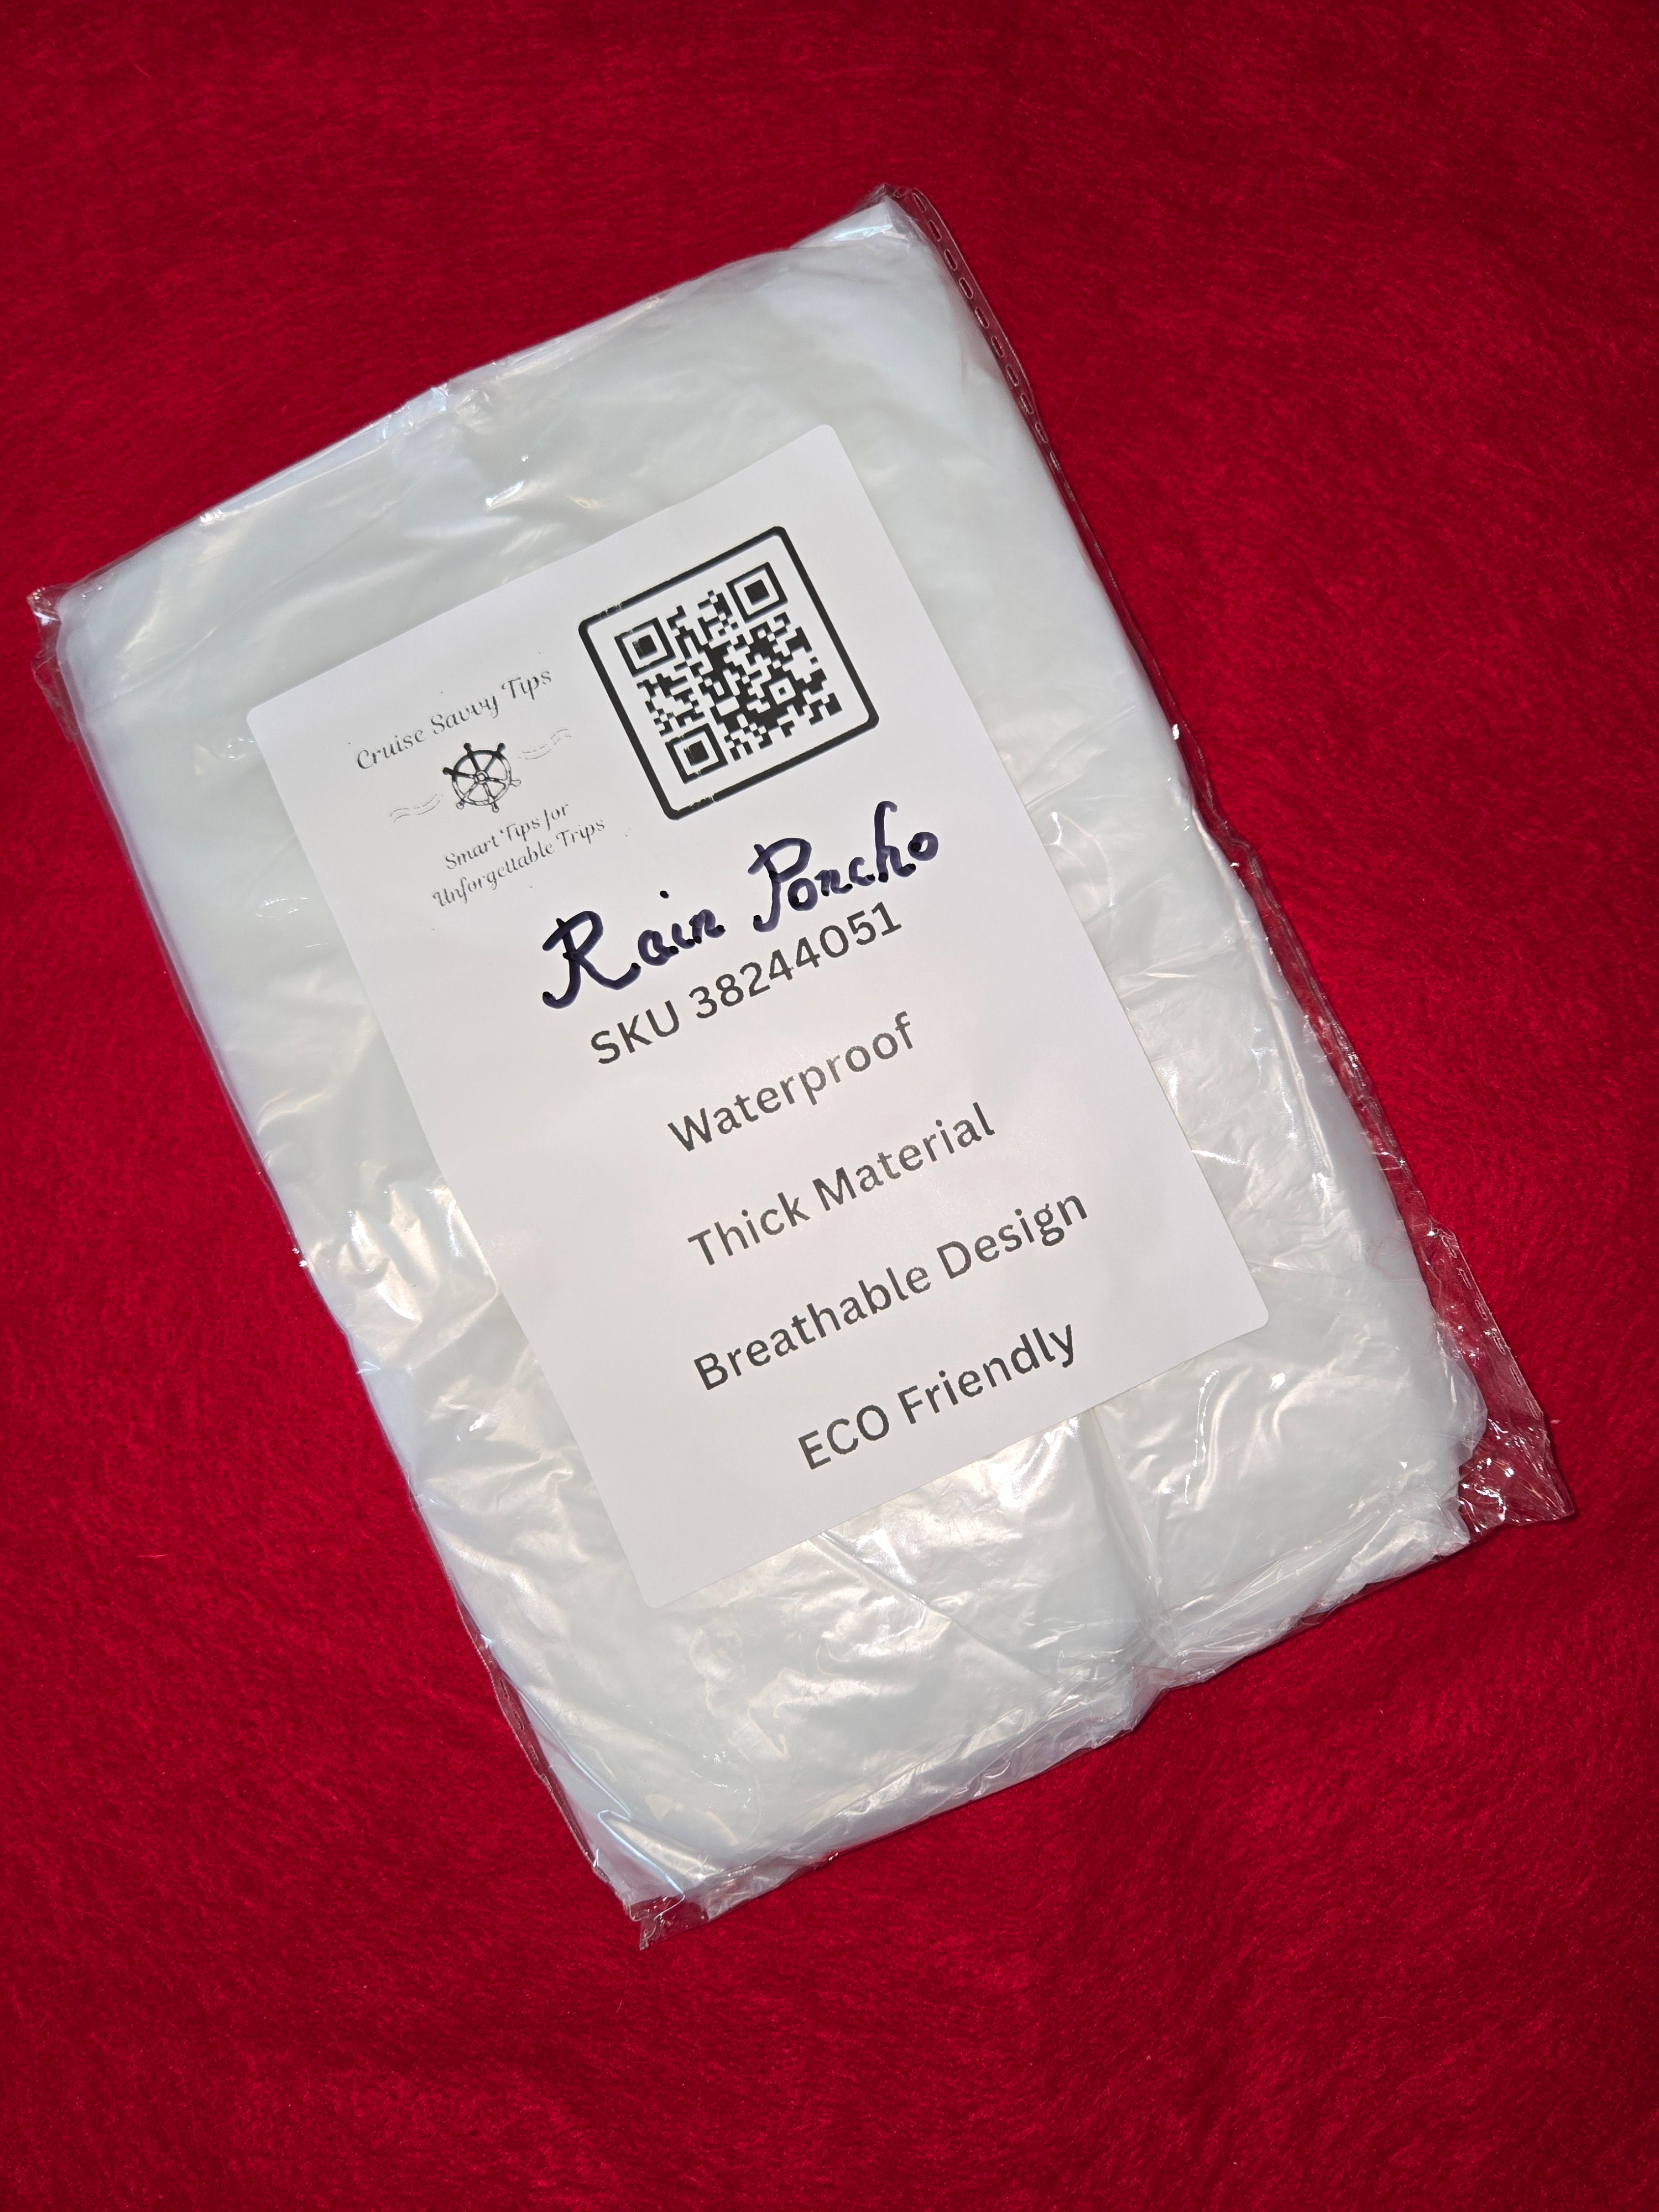 Cruise Savvy Tips
Smart Tips for
Unforgettable Trips
Rain Poncho
SKU 38244051
Waterproof
Thick Material
Breathable Design
ECO Friendly